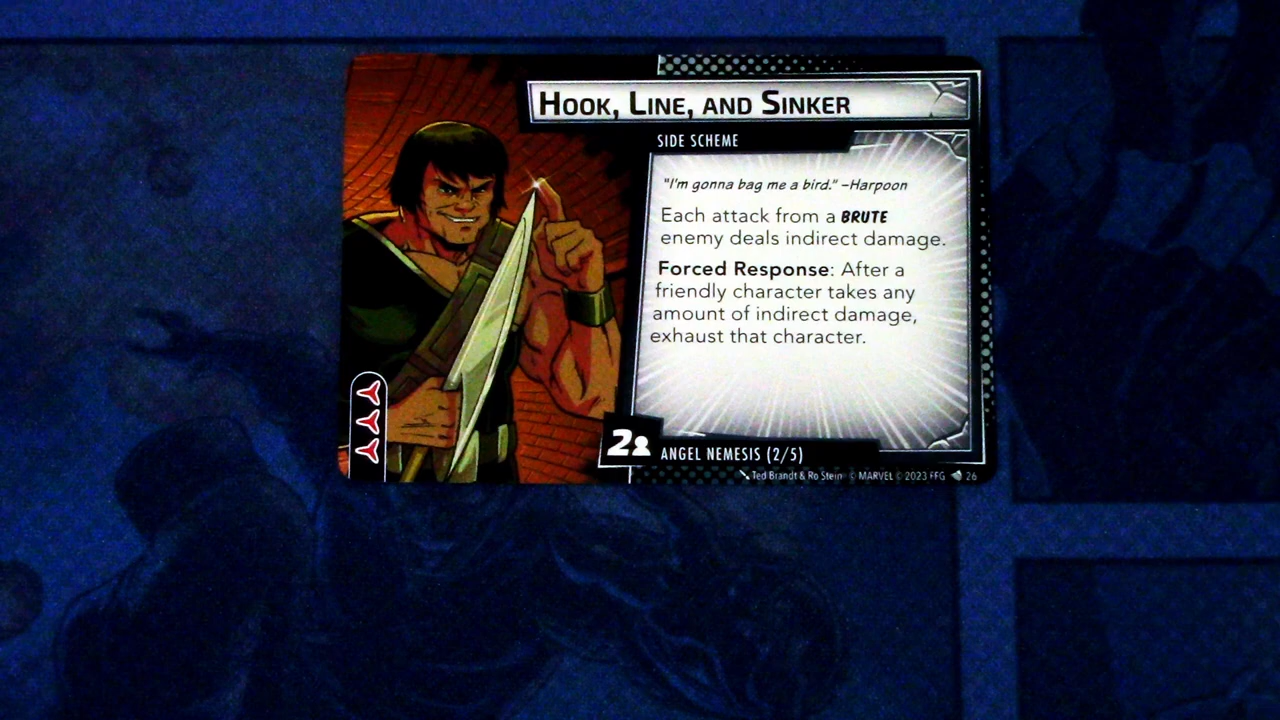 HOOK, LINE, AND SINKER
SIDE SCHEME
"I'm gonna bag me a bird." –Harpoon
Each attack from a BRUTE
enemy deals indirect damage.
Forced Response: After a
friendly character takes any
amount of indirect damage,
exhaust that character.
2
ANGEL NEMESIS (2/5)
Ted Brandt & Ro Stein © MARVEL © 2023 FFG 26